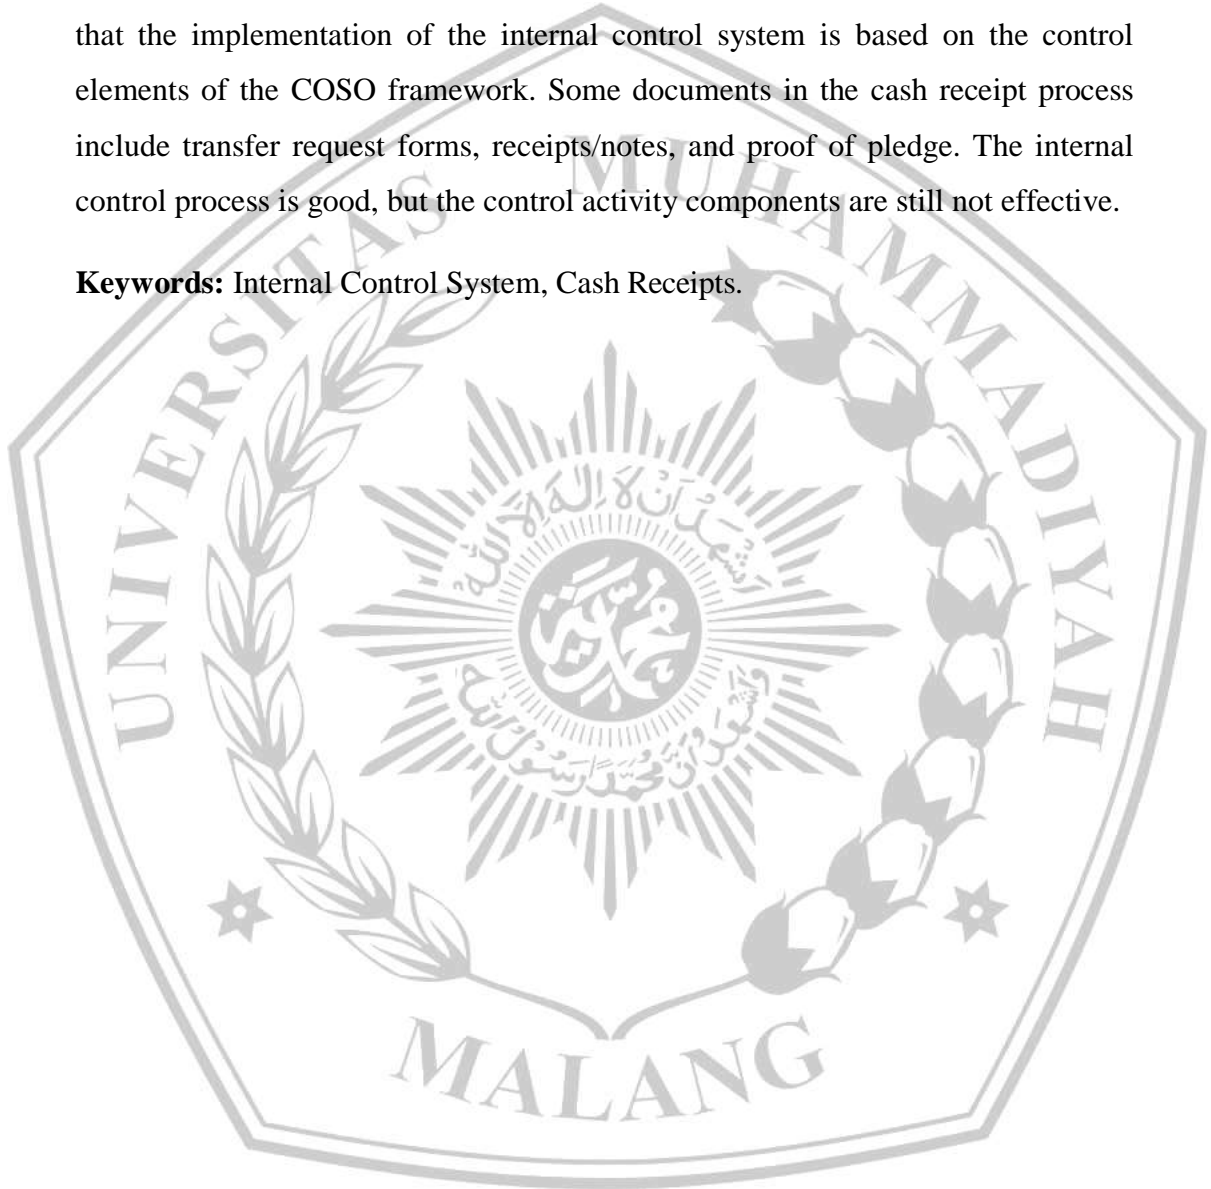 that the implementation of the internal control system is based on the control
elements of the COSO framework. Some documents in the cash receipt process
include transfer request forms, receipts/notes, and proof of pledge. The internal
control process is good, but the control activity components are still not effective.
Keywords: Internal Control System, Cash Receipts.
UNIVERSITAS MUHAMMADIYAH
MALANG